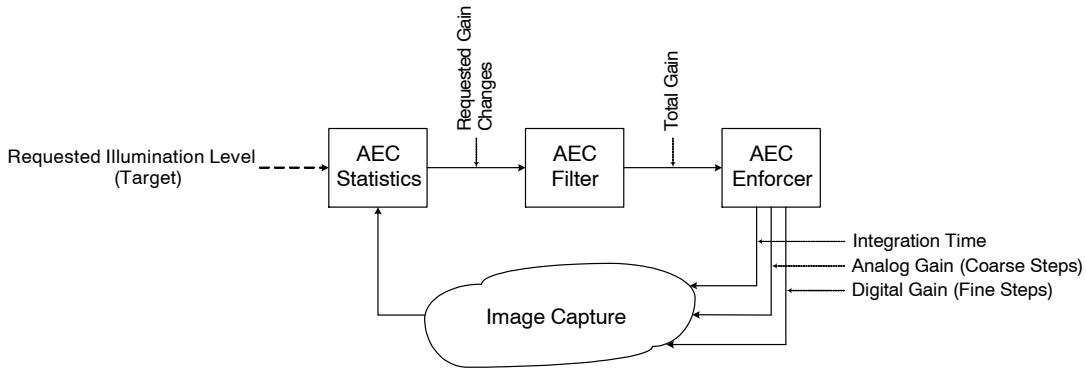 Requested Gain
Changes
Total Gain
Requested Illumination Level
(Target)
AEC
Statistics
AEC
Filter
AEC
Enforcer
Integration Time
Analog Gain (Coarse Steps)
Digital Gain (Fine Steps)
Image Capture